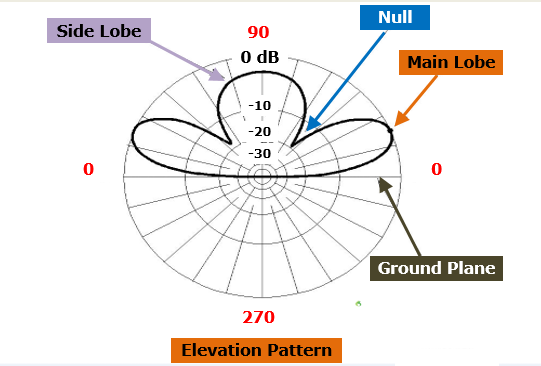 Null
Side Lobe
90
0 dB
Main Lobe
-10
-20
-30
0
0
Ground Plane
270
Elevation Pattern